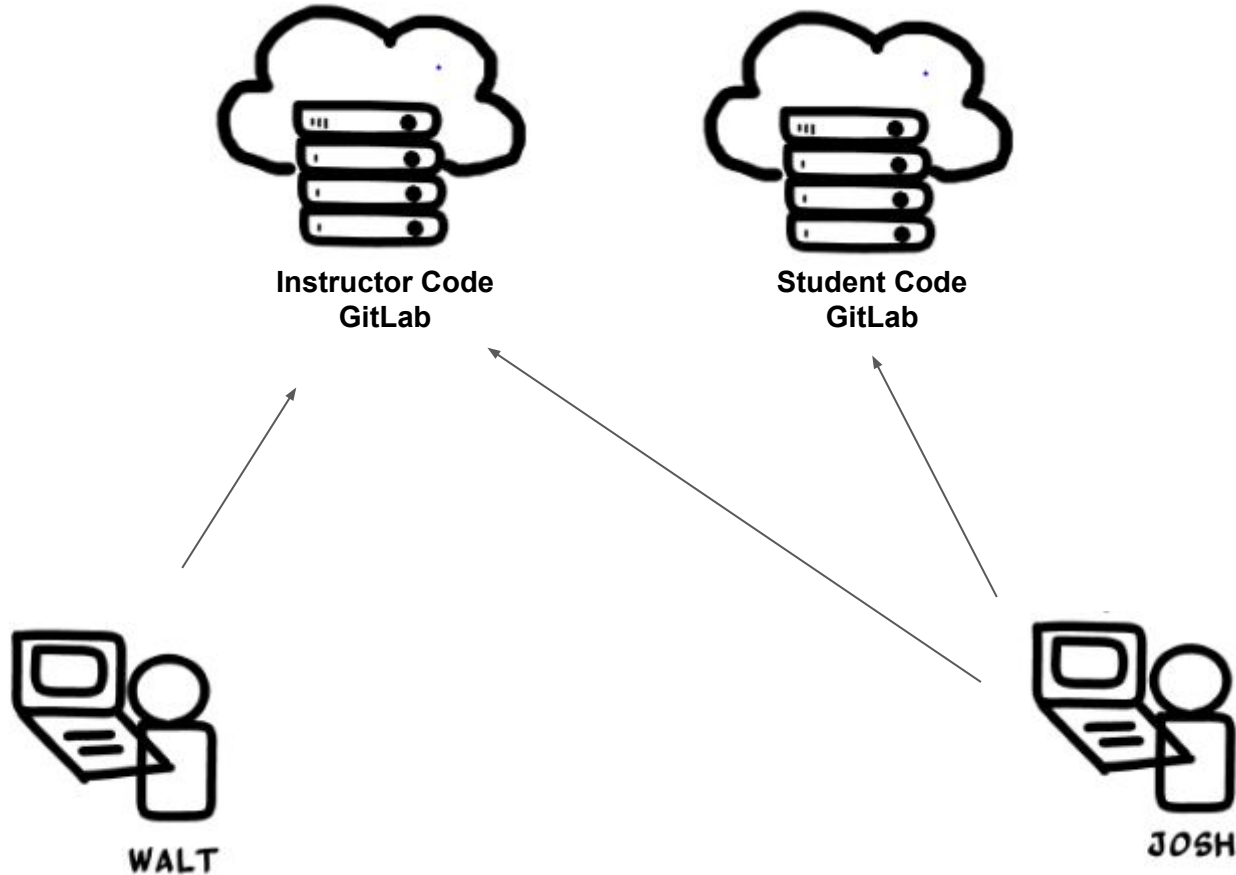 Instructor Code
GitLab
Student Code
GitLab
WALT
JOSH